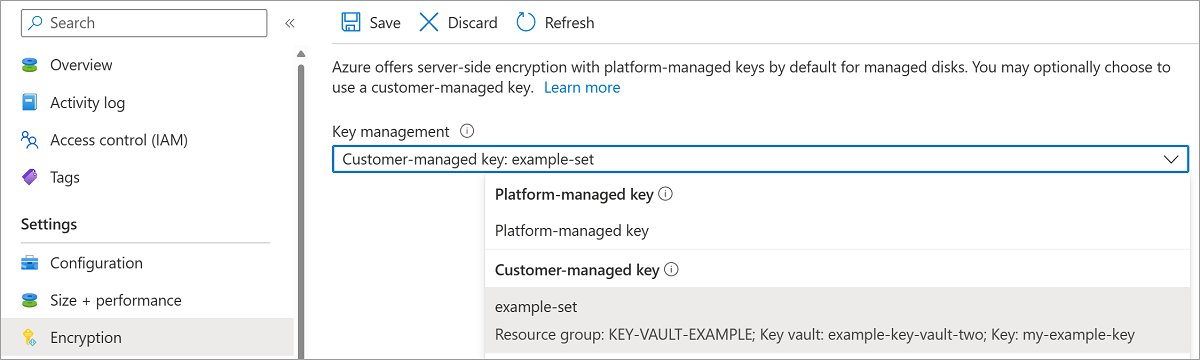 Search
Overview
Activity log
Access control (IAM)
Tags
Settings
Configuration
Size + performance
Encryption
Save
Discard
Refresh
Azure offers server-side encryption with platform-managed keys by default for managed disks. You may optionally choose to
use a customer-managed key. Learn more
Key management
Customer-managed key: example-set
Platform-managed key
Platform-managed key
Customer-managed key
example-set
Resource group: KEY-VAULT-EXAMPLE; Key vault: example-key-vault-two; Key: my-example-key